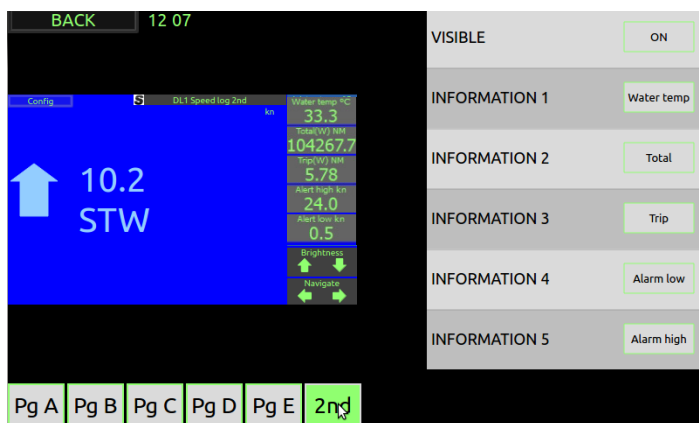 BACK 12 07
Config S DL1 Speed log 2nd
kn
10.2
STW
Water temp ºC
33.3
Total(W) NM
104267.7
Trip(W) NM
5.78
Alert high kn
24.0
Alert low kn
0.5
Brightness
Navigate
Pg A Pg B Pg C Pg D Pg E 2nd
VISIBLE ON
INFORMATION 1 Water temp
INFORMATION 2 Total
INFORMATION 3 Trip
INFORMATION 4 Alarm low
INFORMATION 5 Alarm high